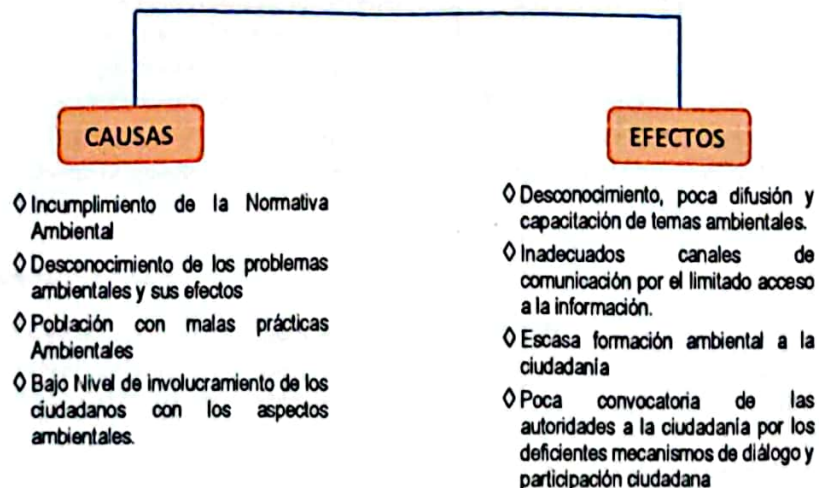 CAUSAS
◊ Incumplimiento de la Normativa
Ambiental
◊ Desconocimiento de los problemas
ambientales y sus efectos
◊ Población con malas prácticas
Ambientales
◊ Bajo Nivel de involucramiento de los
ciudadanos con los aspectos
ambientales.
EFECTOS
◊ Desconocimiento, poca difusión y
capacitación de temas ambientales.
◊ Inadecuados canales de
comunicación por el limitado acceso
a la información.
◊ Escasa formación ambiental a la
ciudadanía
◊ Poca convocatoria de las
autoridades a la ciudadanía por los
deficientes mecanismos de diálogo y
participación ciudadana